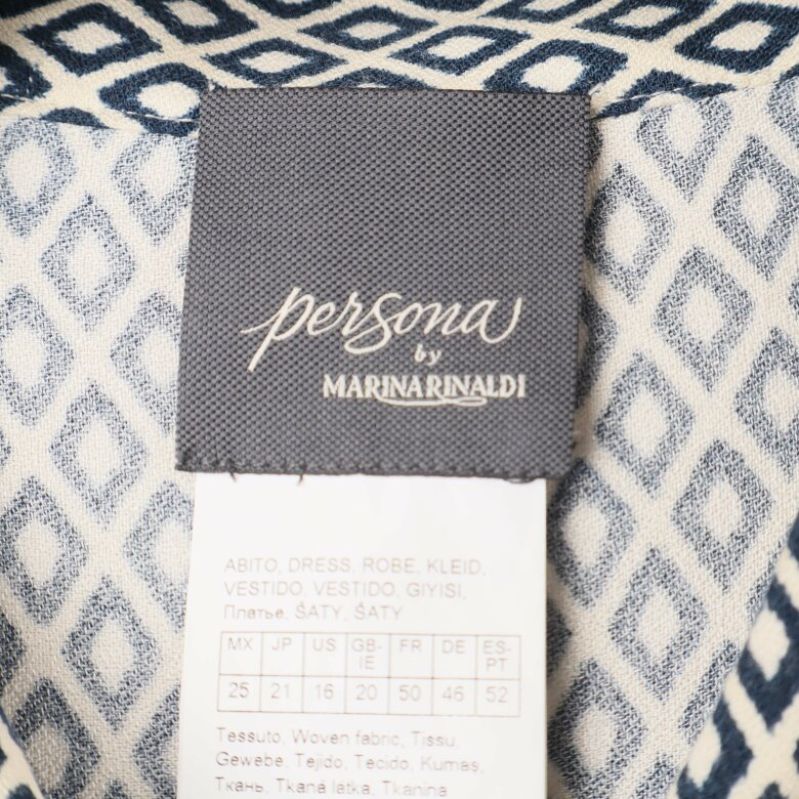 persona
by
MARINA RINALDI
ABITO, DRESS, ROBE, KLEID,
VESTIDO, VESTIDO, GIYISI,
Платье, ŠATY, ŠATY
MX JP US GB-IE FR DE ES-PT
25 21 16 20 50 46 52
Tessuto, Woven fabric, Tissu,
Gewebe, Tejido, Tecido, Kumaş,
Ткань, Tkaná látka, Tkanina